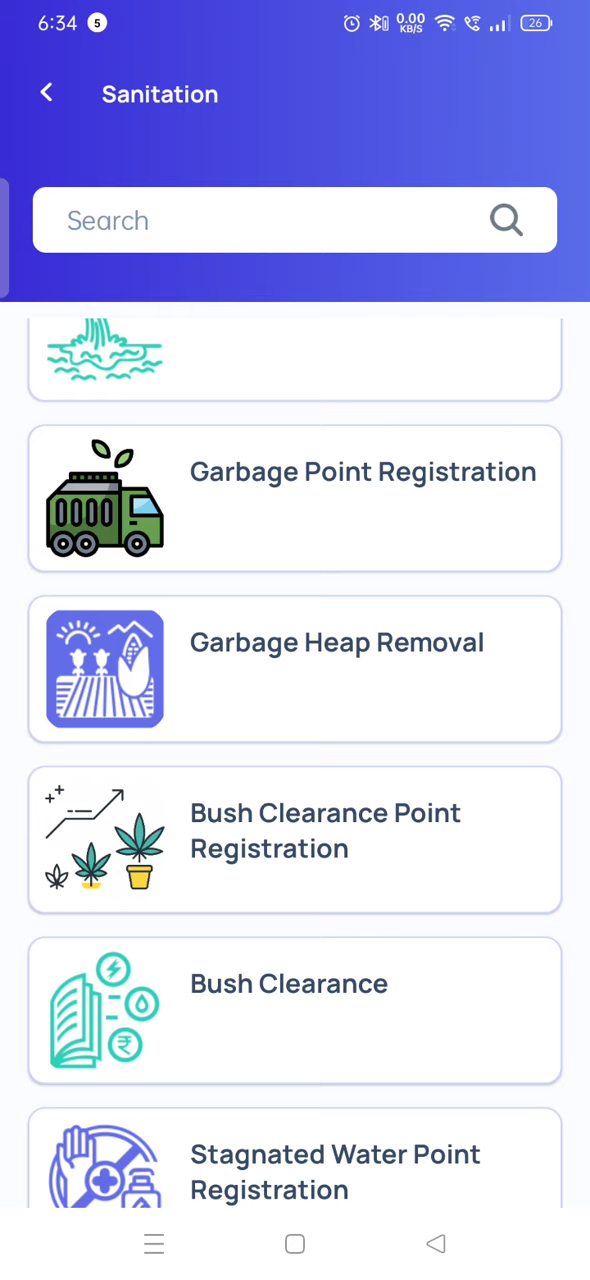 6:34
5
0.00
KB/S
26
Sanitation
Search
Garbage Point Registration
Garbage Heap Removal
Bush Clearance Point
Registration
Bush Clearance
₹
Stagnated Water Point
Registration